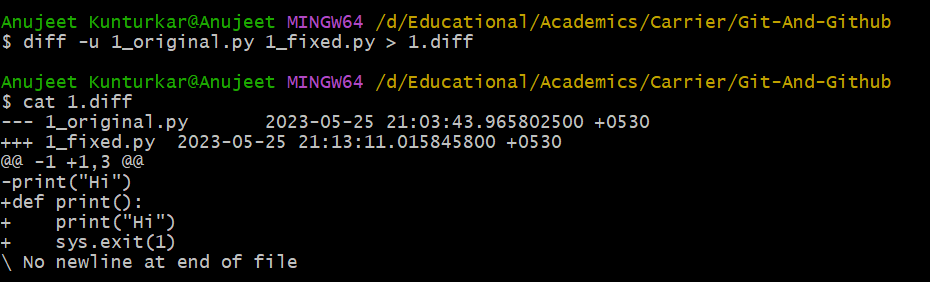 Anujeet Kunturkar@Anujeet MINGW64 /d/Educational/Academics/Carrier/Git-And-Github
$ diff -u 1_original.py 1_fixed.py > 1.diff
Anujeet Kunturkar@Anujeet MINGW64 /d/Educational/Academics/Carrier/Git-And-Github
$ cat 1.diff
--- 1_original.py       2023-05-25 21:03:43.965802500 +0530
+++ 1_fixed.py  2023-05-25 21:13:11.015845800 +0530
@@ -1 +1,3 @@
-print("Hi")
+def print():
+    print("Hi")
+    sys.exit(1)
\ No newline at end of file